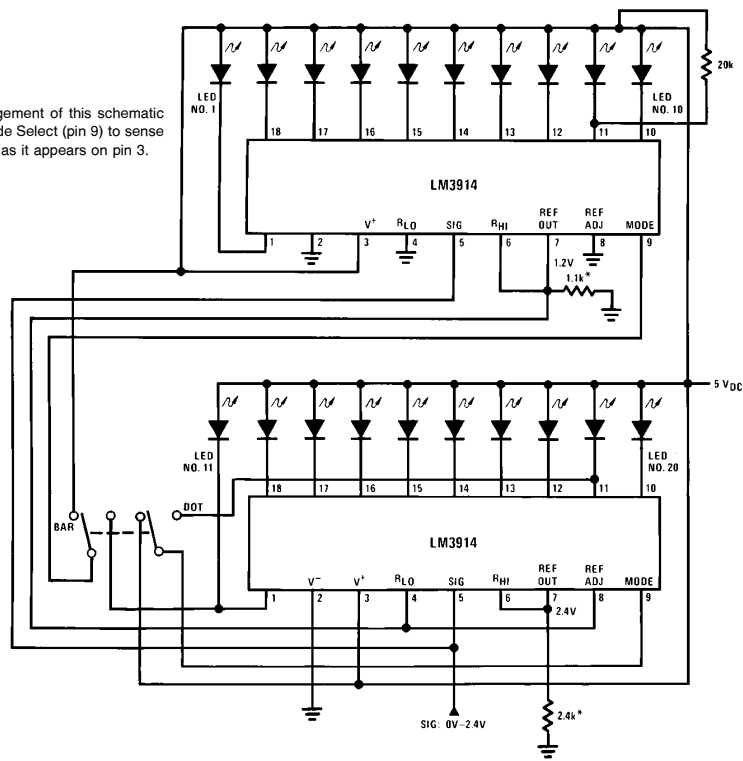 20k
LED
NO. 1
LED
NO. 10
gement of this schematic
de Select (pin 9) to sense
as it appears on pin 3.
18 17 16 15 14 13 12 11 10
LM3914
V+ RLO SIG RHI REF OUT REF ADJ MODE
1 2 3 4 5 6 7 8 9
1.2V
1.1k*
5 VDC
LED
NO. 11
LED
NO. 20
18 17 16 15 14 13 12 11 10
BAR
DOT
LM3914
V− V+ RLO SIG RHI REF OUT REF ADJ MODE
1 2 3 4 5 6 7 8 9
2.4V
SIG: 0V–2.4V
2.4k*